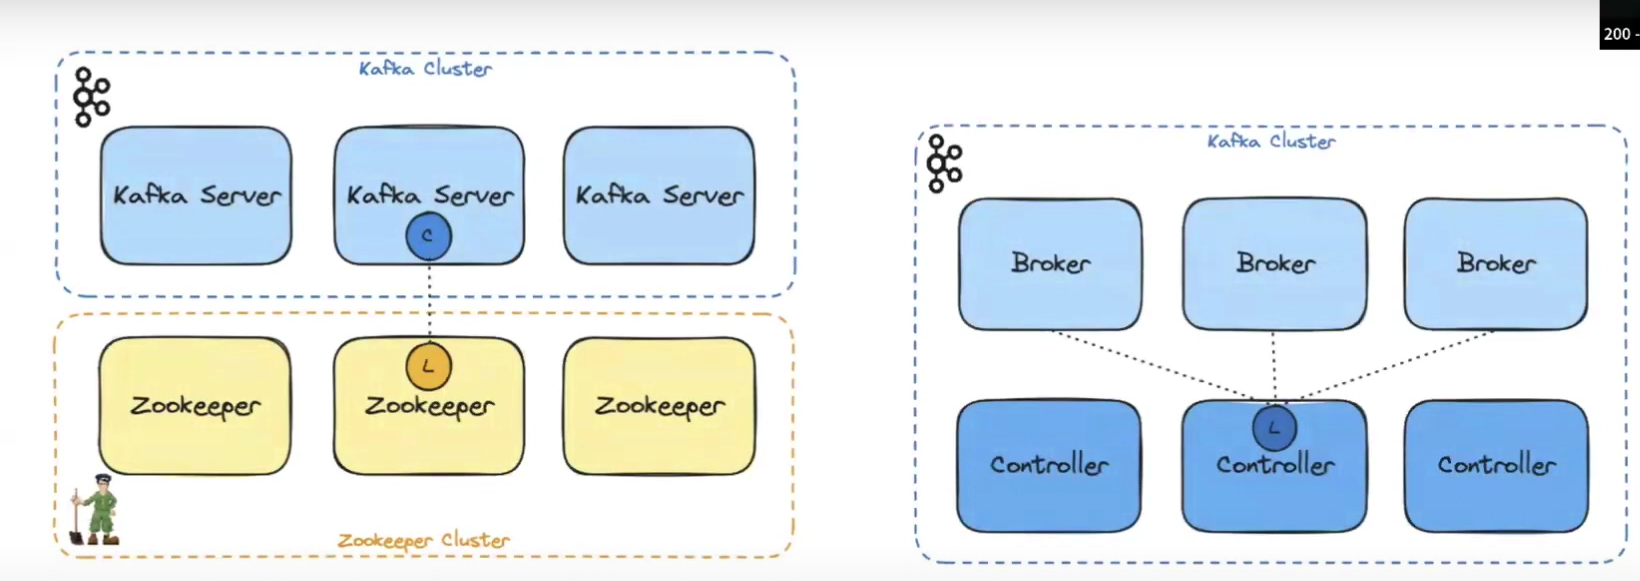 200 -
Kafka Cluster
Kafka Server
Kafka Server
Kafka Server
C
L
Zookeeper
Zookeeper
Zookeeper
Zookeeper Cluster
Kafka Cluster
Broker
Broker
Broker
L
Controller
Controller
Controller